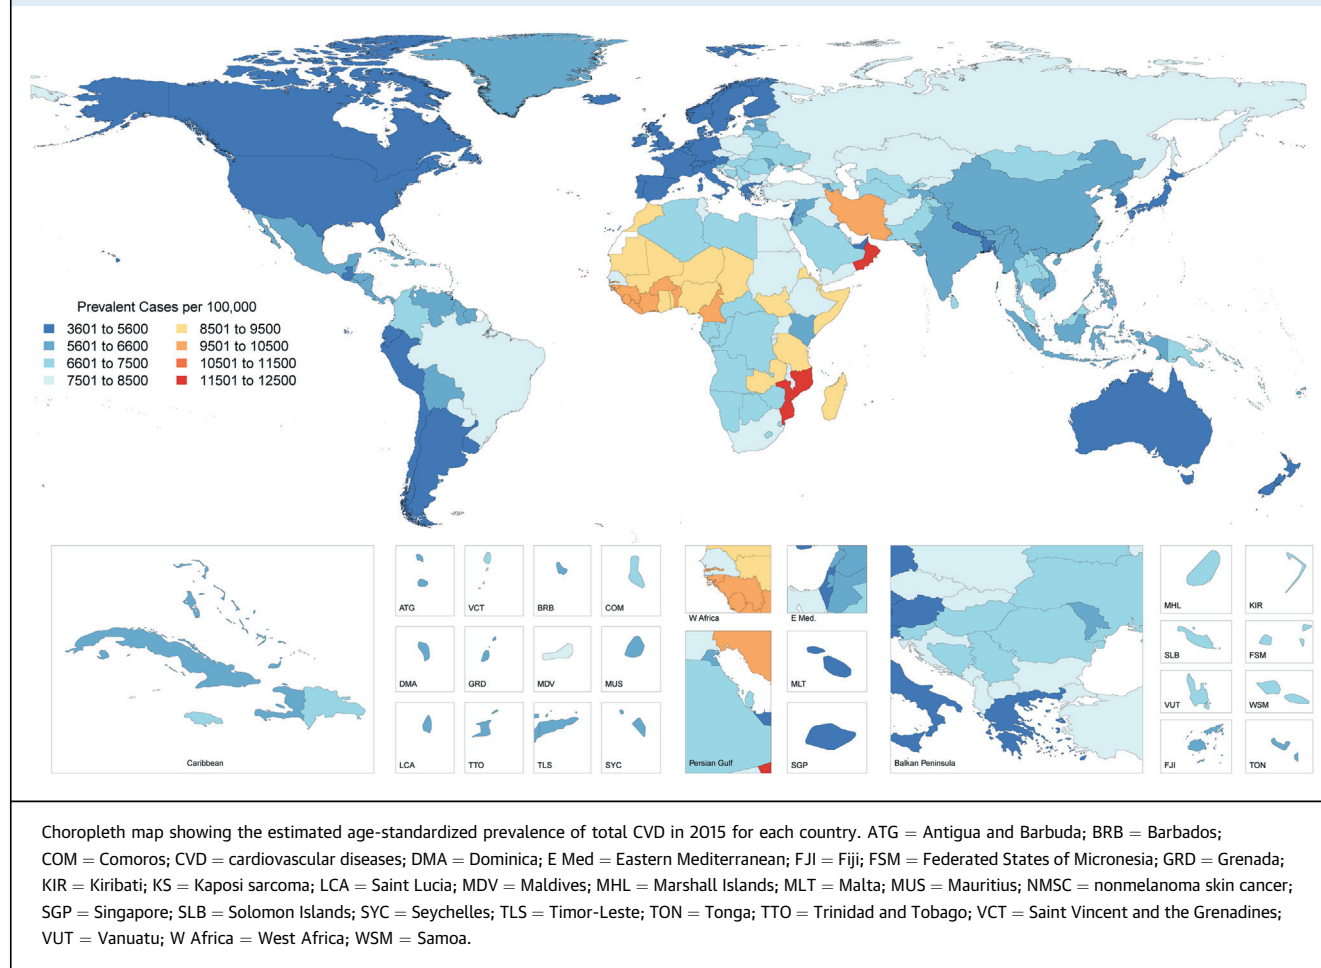 Prevalent Cases per 100,000
3601 to 5600
8501 to 9500
5601 to 6600
9501 to 10500
6601 to 7500
10501 to 11500
7501 to 8500
11501 to 12500
Caribbean
ATG
VCT
BRB
COM
DMA
GRD
MDV
MUS
LCA
TTO
TLS
SYC
W Africa
E Med.
Persian Gulf
MLT
SGP
Balkan Peninsula
MHL
KIR
SLB
FSM
VUT
WSM
FJI
TON
Choropleth map showing the estimated age-standardized prevalence of total CVD in 2015 for each country. ATG = Antigua and Barbuda; BRB = Barbados;
COM = Comoros; CVD = cardiovascular diseases; DMA = Dominica; E Med = Eastern Mediterranean; FJI = Fiji; FSM = Federated States of Micronesia; GRD = Grenada;
KIR = Kiribati; KS = Kaposi sarcoma; LCA = Saint Lucia; MDV = Maldives; MHL = Marshall Islands; MLT = Malta; MUS = Mauritius; NMSC = nonmelanoma skin cancer;
SGP = Singapore; SLB = Solomon Islands; SYC = Seychelles; TLS = Timor-Leste; TON = Tonga; TTO = Trinidad and Tobago; VCT = Saint Vincent and the Grenadines;
VUT = Vanuatu; W Africa = West Africa; WSM = Samoa.